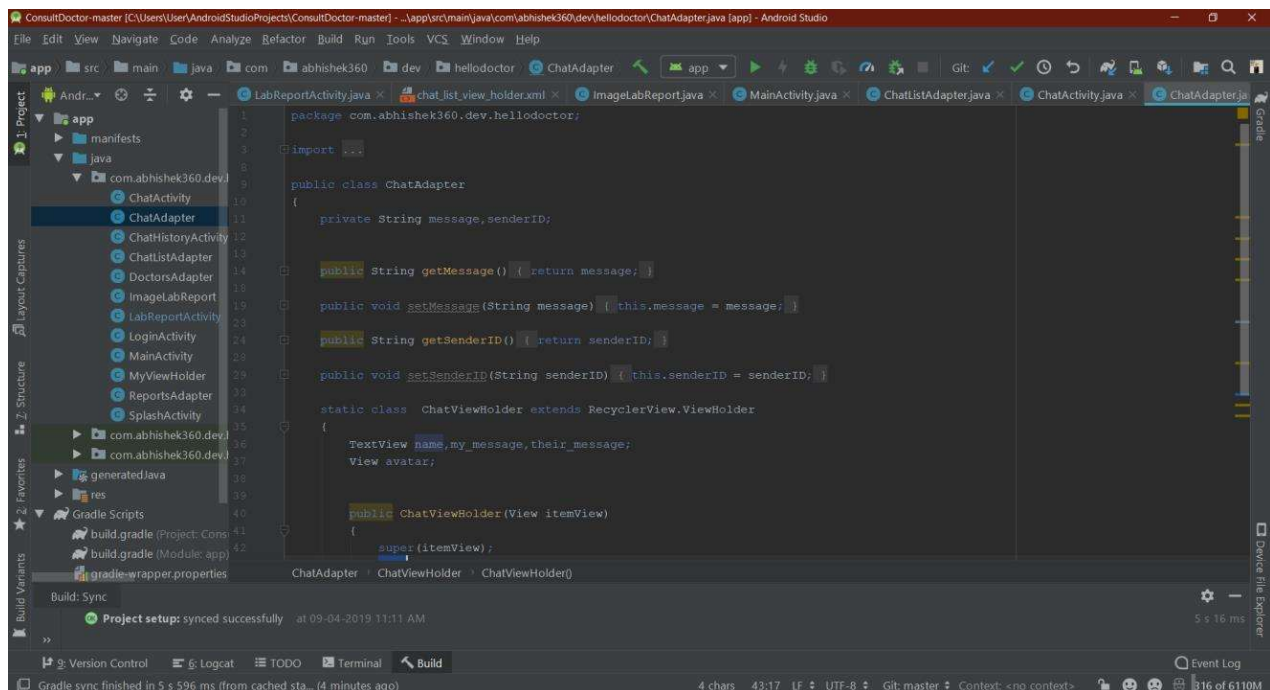 ConsultDoctor-master [C:\Users\User\AndroidStudioProjects\ConsultDoctor-master] - ...\app\src\main\java\com\abhishek360\dev\hellodoctor\ChatAdapter.java [app] - Android Studio
File Edit View Navigate Code Analyze Refactor Build Run Tools VCS Window Help
app src main java com abhishek360 dev hellodoctor ChatAdapter app Git:
Andr... LabReportActivity.java chat_list_view_holder.xml ImageLabReport.java MainActivity.java ChatListAdapter.java ChatActivity.java ChatAdapter.ja
1: Project
Layout Captures
Z: Structure
2: Favorites
Build Variants
app
manifests
java
com.abhishek360.dev.
ChatActivity
ChatAdapter
ChatHistoryActivity
ChatListAdapter
DoctorsAdapter
ImageLabReport
LabReportActivity
LoginActivity
MainActivity
MyViewHolder
ReportsAdapter
SplashActivity
com.abhishek360.dev.
com.abhishek360.dev.
generatedJava
res
Gradle Scripts
build.gradle (Project: Cons
build.gradle (Module: app)
gradle-wrapper.properties
1 package com.abhishek360.dev.hellodoctor;
2
3 import ...
8
9 public class ChatAdapter
10 {
11 private String message,senderID;
12
13
14 public String getMessage() { return message; }
18
19 public void setMessage(String message) { this.message = message; }
23
24 public String getSenderID() { return senderID; }
28
29 public void setSenderID(String senderID) { this.senderID = senderID; }
33
34 static class ChatViewHolder extends RecyclerView.ViewHolder
35 {
36 TextView name,my_message,their_message;
37 View avatar;
38
39
40 public ChatViewHolder(View itemView)
41 {
42 super(itemView);
ChatAdapter ChatViewHolder ChatViewHolder()
Gradle
Device File Explorer
Build: Sync
Project setup: synced successfully at 09-04-2019 11:11 AM 5 s 16 ms
9: Version Control 6: Logcat TODO Terminal Build Event Log
Gradle sync finished in 5 s 596 ms (from cached sta... (4 minutes ago) 4 chars 43:17 LF UTF-8 Git: master Context: <no context> 316 of 6110M